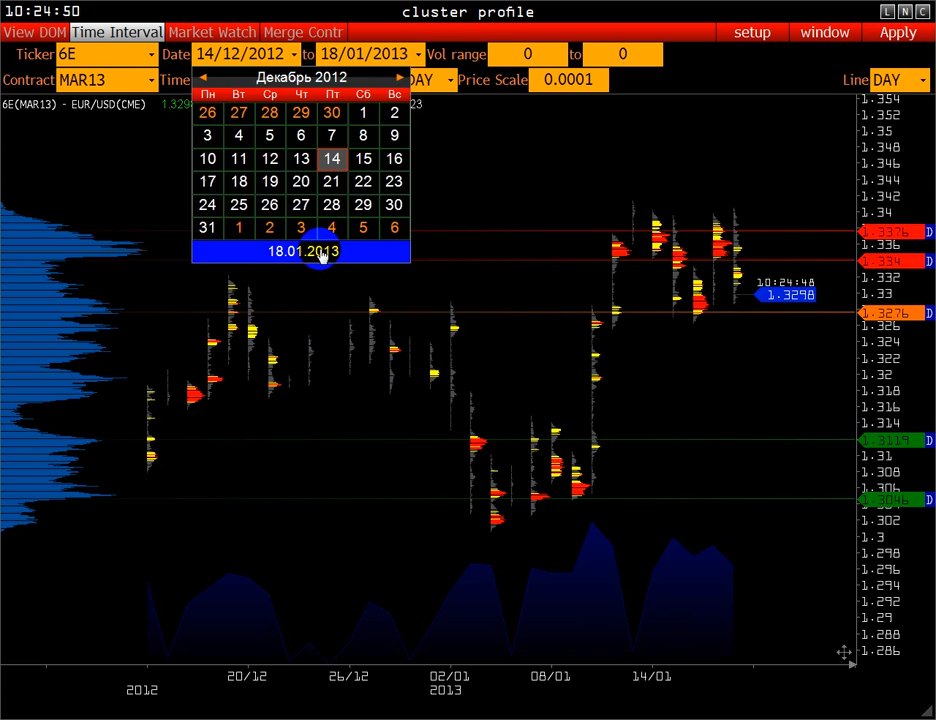 10:24:50 cluster profile L N C
View DOM Time Interval Market Watch Merge Contr setup window Apply
Ticker 6E Date 14/12/2012 to 18/01/2013 Vol range 0 to 0
Contract MAR13 Time DAY Price Scale 0.0001 Line DAY
6E(MAR13) - EUR/USD(CME) 1.329 23
Декабрь 2012
Пн Вт Ср Чт Пт Сб Вс
26 27 28 29 30 1 2
3 4 5 6 7 8 9
10 11 12 13 14 15 16
17 18 19 20 21 22 23
24 25 26 27 28 29 30
31 1 2 3 4 5 6
18.01.2013
1.354
1.352
1.35
1.348
1.346
1.344
1.342
1.34
1.3376 D
1.336
1.334 D
1.332
10:24:48
1.33
1.3298
1.3276 D
1.326
1.324
1.322
1.32
1.318
1.316
1.314
1.3119 D
1.31
1.308
1.306
1.3046 D
1.302
1.3
1.298
1.296
1.294
1.292
1.29
1.288
1.286
20/12 26/12 02/01 08/01 14/01
2012 2013